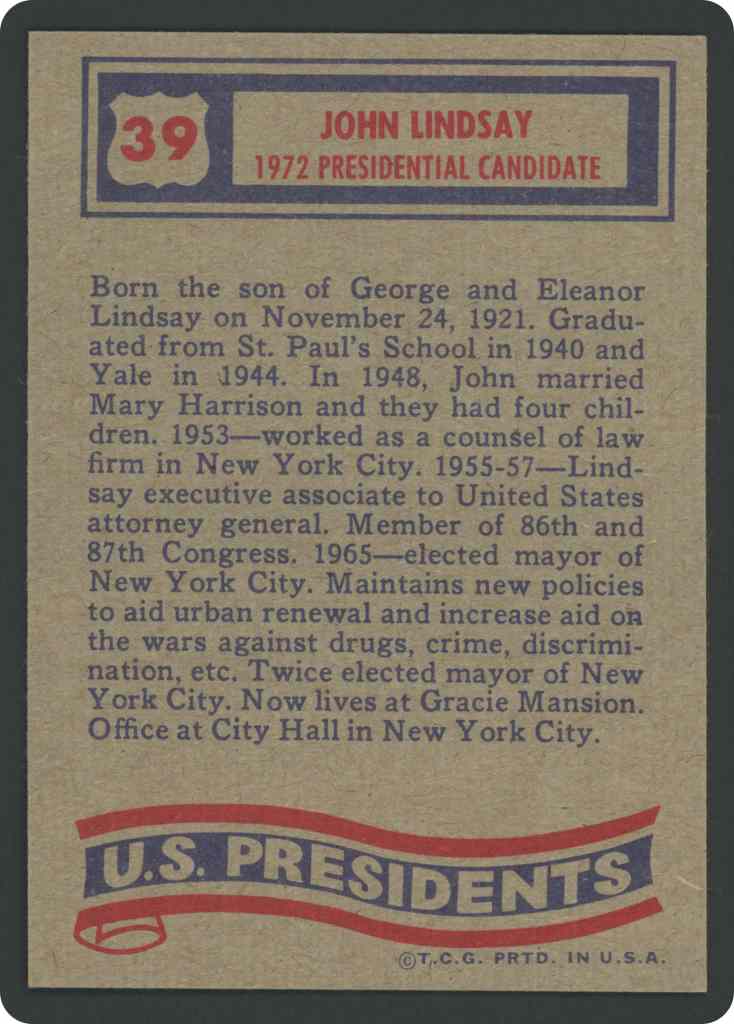 39
JOHN LINDSAY
1972 PRESIDENTIAL CANDIDATE
Born the son of George and Eleanor
Lindsay on November 24, 1921. Gradu-
ated from St. Paul's School in 1940 and
Yale in 1944. In 1948, John married
Mary Harrison and they had four chil-
dren. 1953—worked as a counsel of law
firm in New York City. 1955-57—Lind-
say executive associate to United States
attorney general. Member of 86th and
87th Congress. 1965—elected mayor of
New York City. Maintains new policies
to aid urban renewal and increase aid on
the wars against drugs, crime, discrimi-
nation, etc. Twice elected mayor of New
York City. Now lives at Gracie Mansion.
Office at City Hall in New York City.
U.S. PRESIDENTS
©T.C.G. PRTD. IN U.S.A.